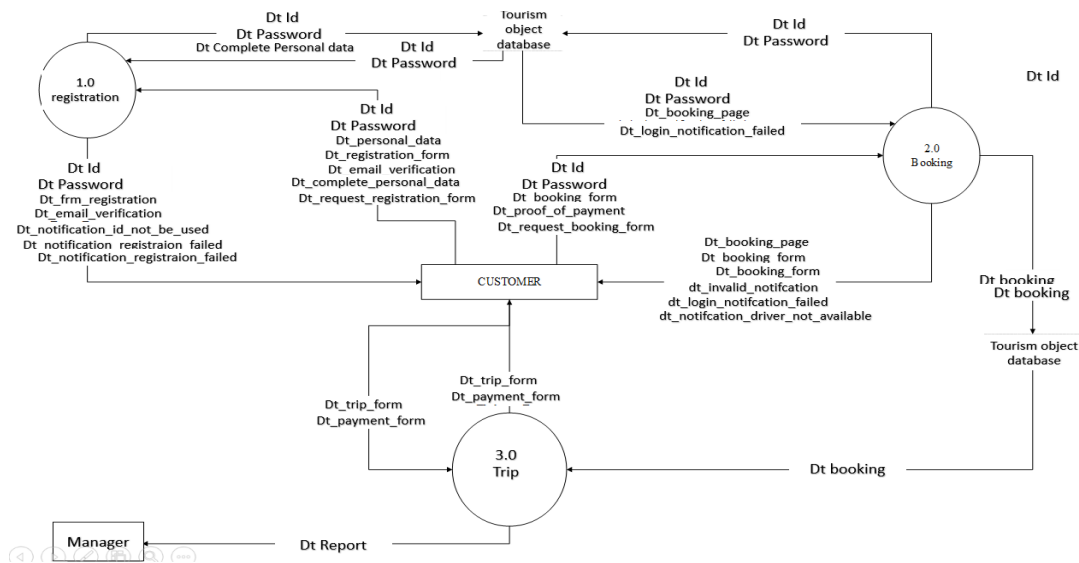 Dt Id
Dt Password
Dt Complete Personal data
Tourism
object
database
Dt Id
Dt Password
Dt Id
Dt Password
Dt Id
1.0
registration
Dt Id
Dt Password
Dt_personal_data
Dt_registration_form
Dt_email_verification
Dt_complete_personal_data
Dt_request_registration_form
Dt Id
Dt Password
Dt_booking_page
Dt_login_notification_failed
2.0
Booking
Dt Id
Dt Password
Dt_frm_registration
Dt_email_verification
Dt_notification_id_not_be_used
Dt_notification_registraion_failed
Dt_notification_registraion_failed
Dt Id
Dt Password
Dt_booking_form
Dt_proof_of_payment
Dt_request_booking_form
CUSTOMER
Dt_booking_page
Dt_booking_form
Dt_booking_form
dt_invalid_notifcation
dt_login_notifcation_failed
dt_notifcation_driver_not_available
Dt booking
Dt booking
Tourism object
database
Dt_trip_form
Dt_payment_form
Dt_trip_form
Dt_payment_form
3.0
Trip
Dt booking
Manager
Dt Report